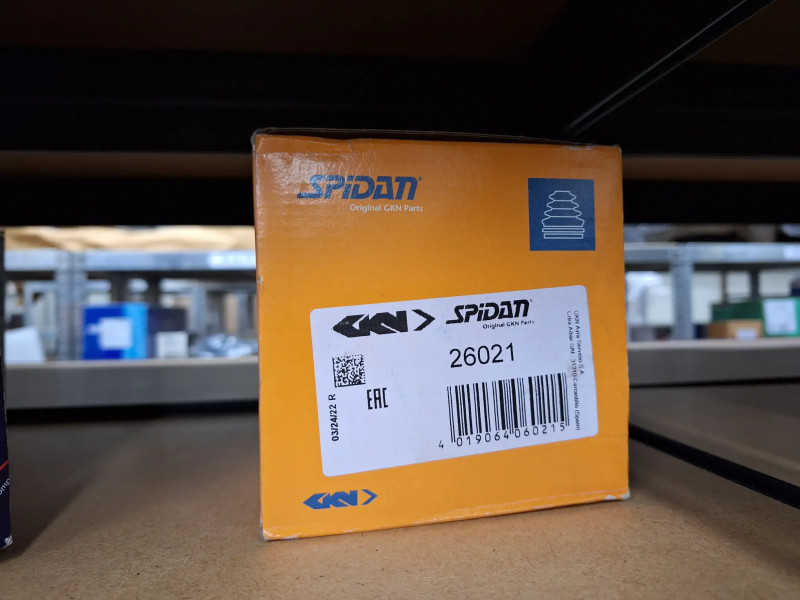 SPiDAN
Original GKN Parts
GKN SPiDAN
Original GKN Parts
26021
EAC
03/24/22 R
4 019064 060215
GKN